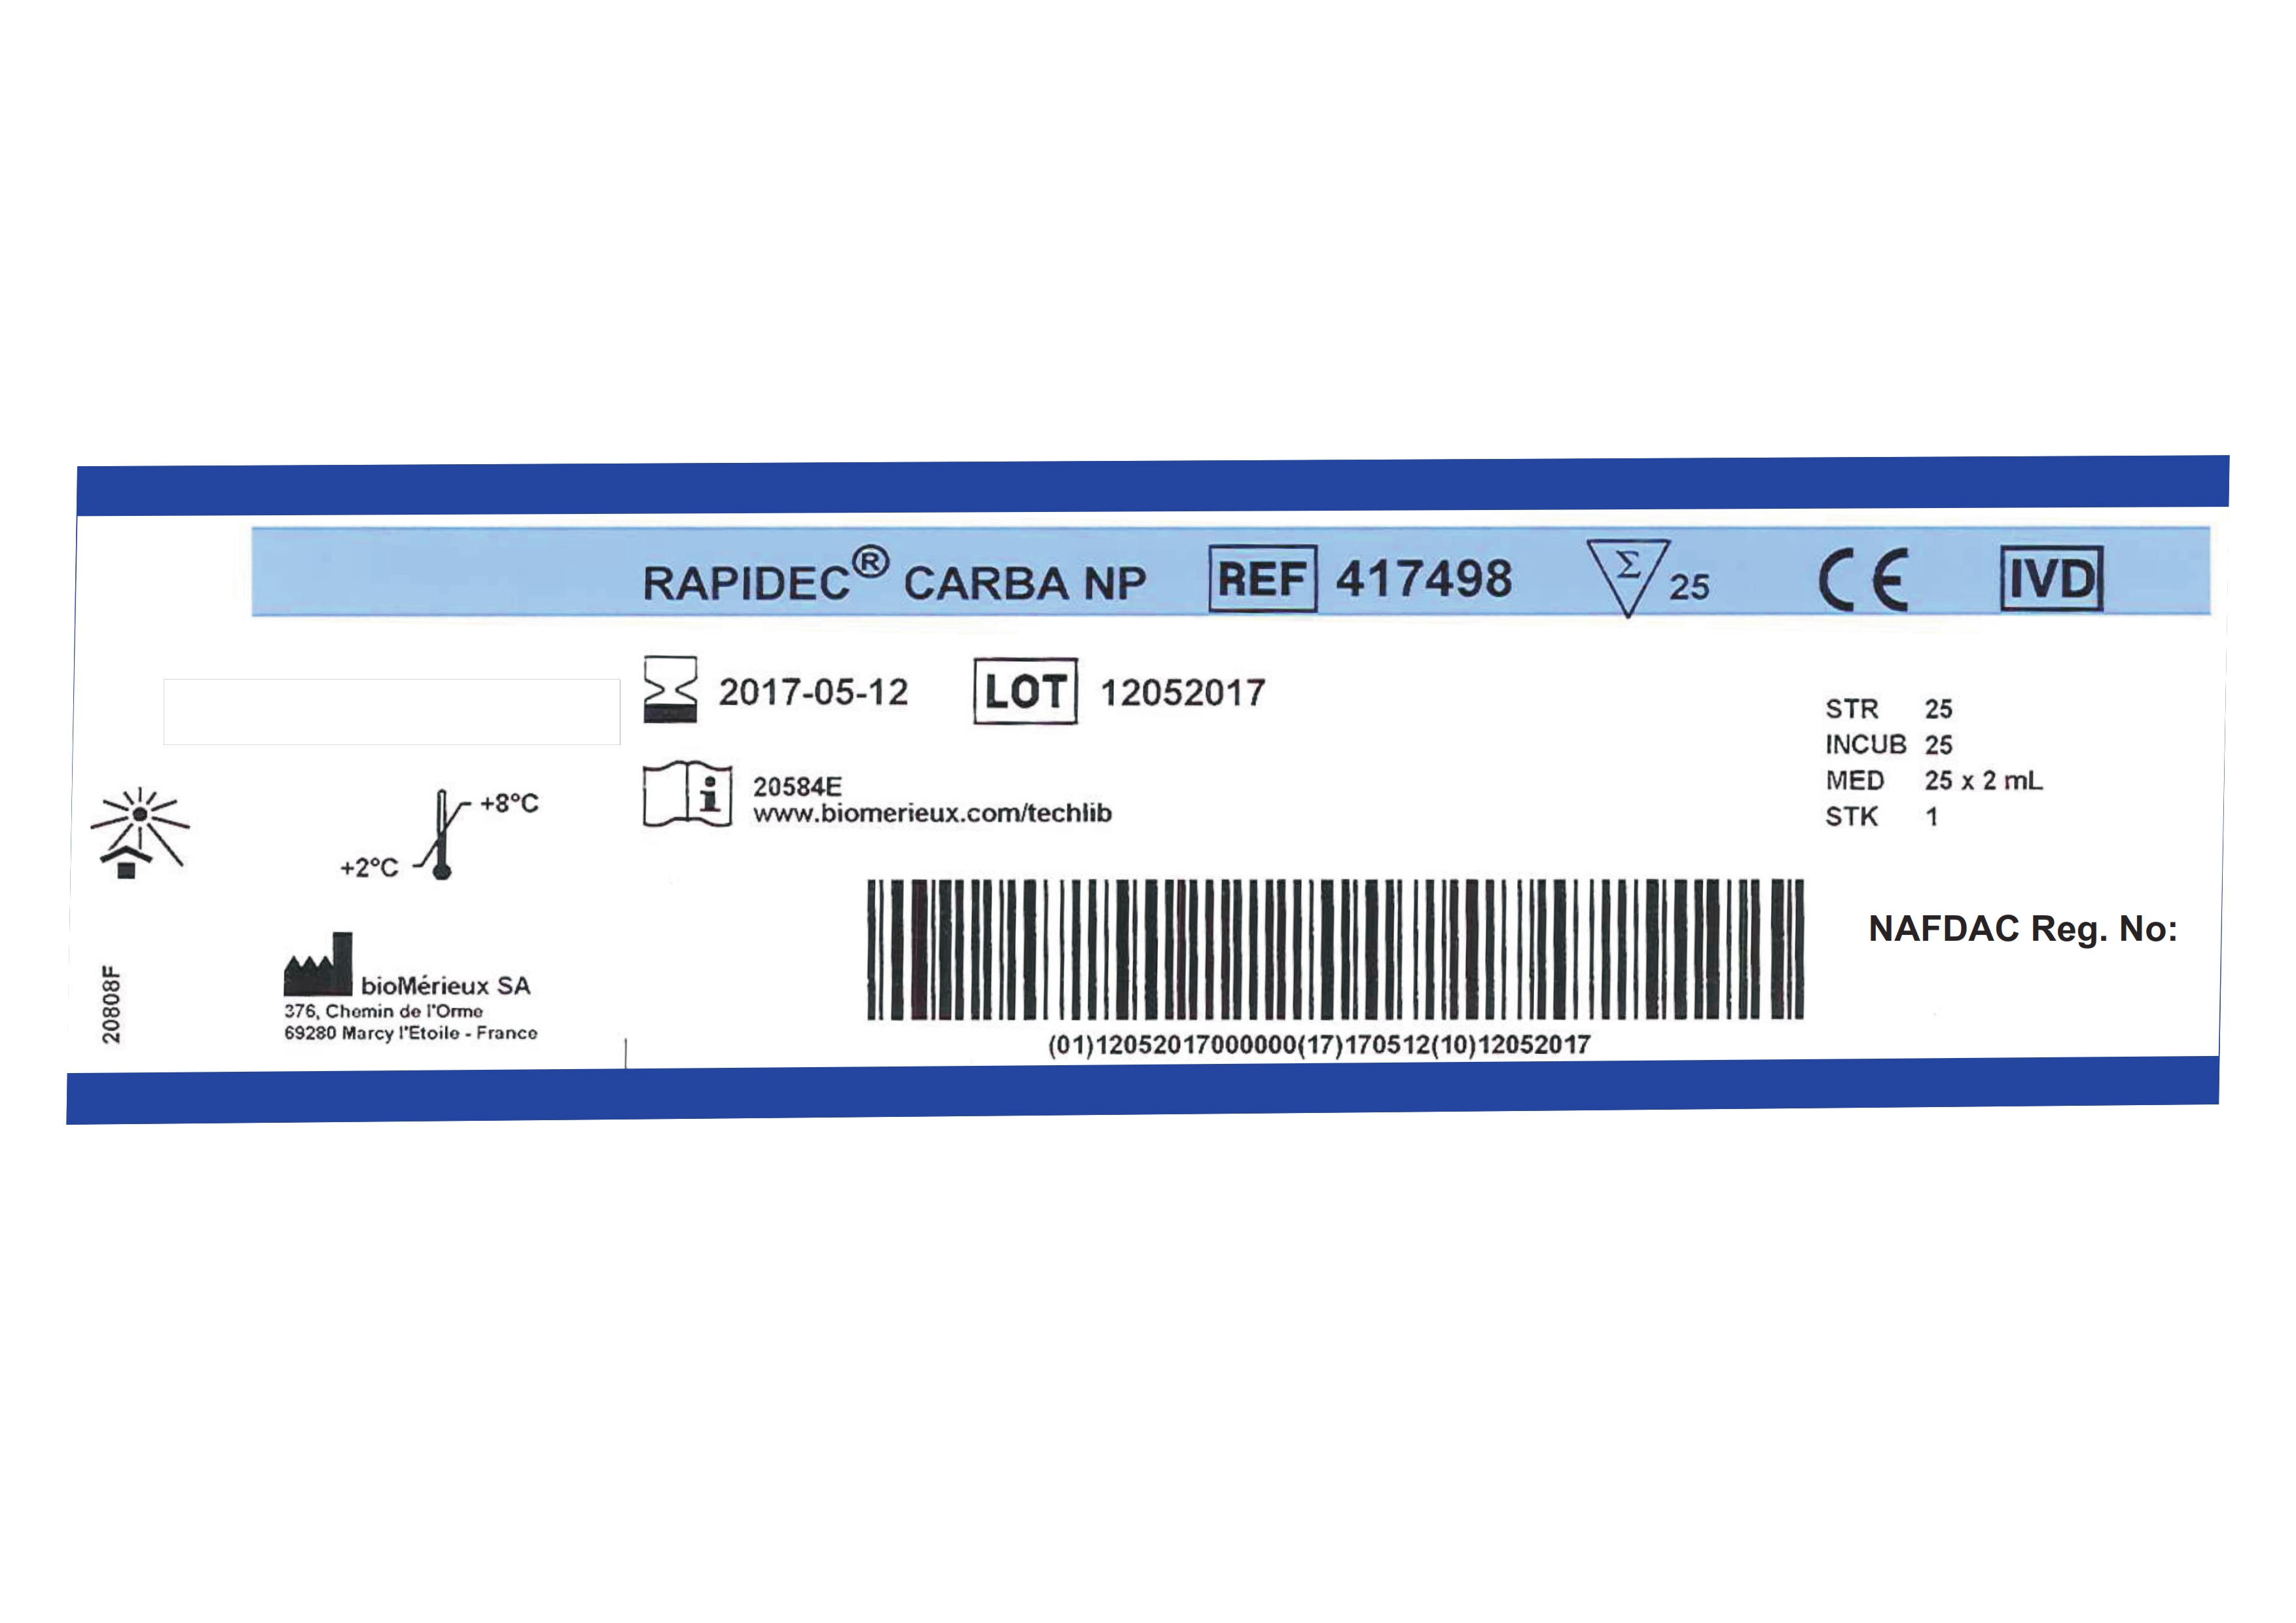 RAPIDEC® CARBA NP REF 417498 Σ 25 CE IVD
2017-05-12 LOT 12052017
20584E
www.biomerieux.com/techlib
STR 25
INCUB 25
MED 25 x 2 mL
STK 1
+8°C
+2°C
bioMérieux SA
376, Chemin de l'Orme
69280 Marcy l'Etoile - France
20808F
(01)12052017000000(17)170512(10)12052017
NAFDAC Reg. No: